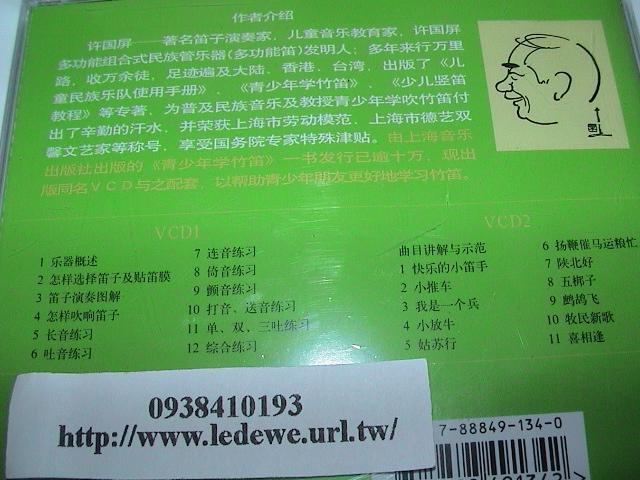 作者介绍
许国屏——著名笛子演奏家，儿童音乐教育家，许国屏
多功能组合式民族管乐器(多功能笛)发明人；多年来行万里
路，收万余徒，足迹遍及大陆、香港、台湾，出版了《儿
童民族乐队使用手册》、《青少年学竹笛》、《少儿竖笛
教程》等专著，为普及民族音乐及教授青少年学吹竹笛付
出了辛勤的汗水，并荣获上海市劳动模范、上海市德艺双
馨文艺家等称号，享受国务院专家特殊津贴。由上海音乐
出版社出版的《青少年学竹笛》一书发行已逾十万，现出
版同名VCD与之配套，以帮助青少年朋友更好地学习竹笛。
VCD1
1 乐器概述
2 怎样选择笛子及贴笛膜
3 笛子演奏图解
4 怎样吹响笛子
5 长音练习
6 吐音练习
7 连音练习
8 倚音练习
9 颤音练习
10 打音、送音练习
11 单、双、三吐练习
12 综合练习
VCD2
曲目讲解与示范
1 快乐的小笛手
2 小推车
3 我是一个兵
4 小放牛
5 姑苏行
6 扬鞭催马运粮忙
7 陕北好
8 五梆子
9 鹧鸪飞
10 牧民新歌
11 喜相逢
0938410193
http://www.ledewe.url.tw/
7-88849-134-0